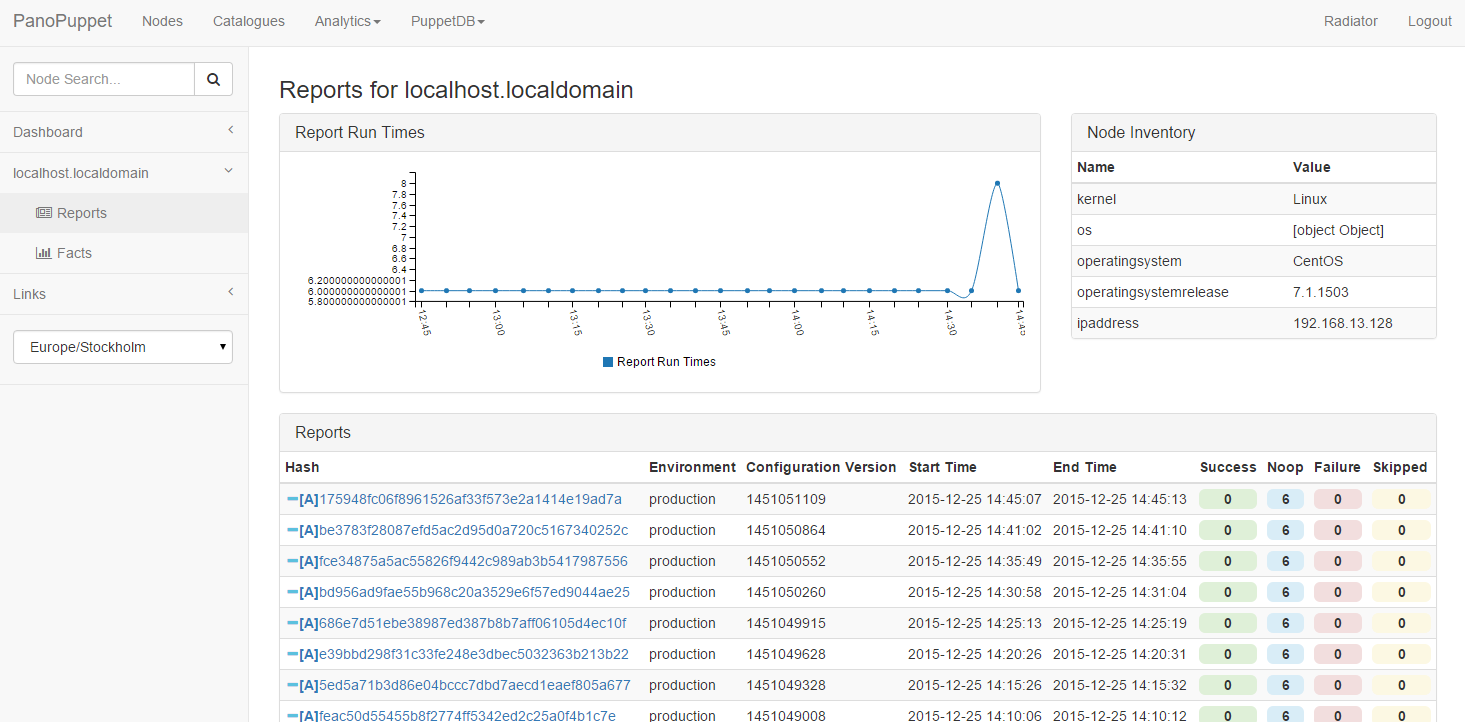 PanoPuppet Nodes Catalogues Analytics PuppetDB Radiator Logout
Node Search...
Dashboard
localhost.localdomain
Reports
Facts
Links
Europe/Stockholm
Reports for localhost.localdomain
Report Run Times
8
7.8
7.6
7.4
7.2
7
6.8
6.6
6.4
6.200000000000001
6.000000000000001
5.800000000000001
12:45 13:00 13:15 13:30 13:45 14:00 14:15 14:30 14:45
Report Run Times
Node Inventory
Name Value
kernel Linux
os [object Object]
operatingsystem CentOS
operatingsystemrelease 7.1.1503
ipaddress 192.168.13.128
Reports
Hash Environment Configuration Version Start Time End Time Success Noop Failure Skipped
[A]175948fc06f8961526af33f573e2a1414e19ad7a production 1451051109 2015-12-25 14:45:07 2015-12-25 14:45:13 0 6 0 0
[A]be3783f28087efd5ac2d95d0a720c5167340252c production 1451050864 2015-12-25 14:41:02 2015-12-25 14:41:10 0 6 0 0
[A]fce34875a5ac55826f9442c989ab3b5417987556 production 1451050552 2015-12-25 14:35:49 2015-12-25 14:35:55 0 6 0 0
[A]bd956ad9fae55b968c20a3529e6f57ed9044ae25 production 1451050260 2015-12-25 14:30:58 2015-12-25 14:31:04 0 6 0 0
[A]686e7d51ebe38987ed387b8b7aff06105d4ec10f production 1451049915 2015-12-25 14:25:13 2015-12-25 14:25:19 0 6 0 0
[A]e39bbd298f31c33fe248e3dbec5032363b213b22 production 1451049628 2015-12-25 14:20:26 2015-12-25 14:20:31 0 6 0 0
[A]5ed5a71b3d86e04bccc7dbd7aecd1eaef805a677 production 1451049328 2015-12-25 14:15:26 2015-12-25 14:15:32 0 6 0 0
[A]feac50d55455b8f2774ff5342ed2c25a0f4b1c7e production 1451049008 2015-12-25 14:10:06 2015-12-25 14:10:12 0 6 0 0